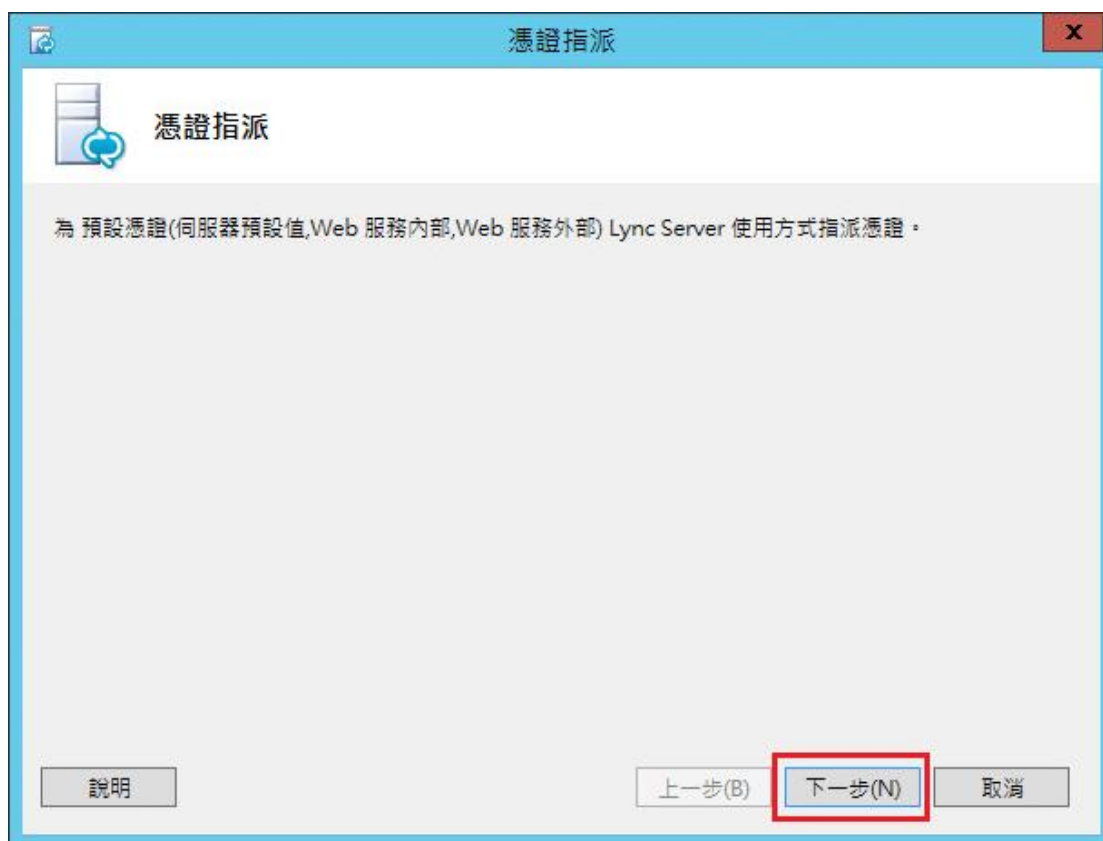 憑證指派
憑證指派
為 預設憑證(伺服器預設值,Web 服務內部,Web 服務外部) Lync Server 使用方式指派憑證。
說明
上一步(B)
下一步(N)
取消